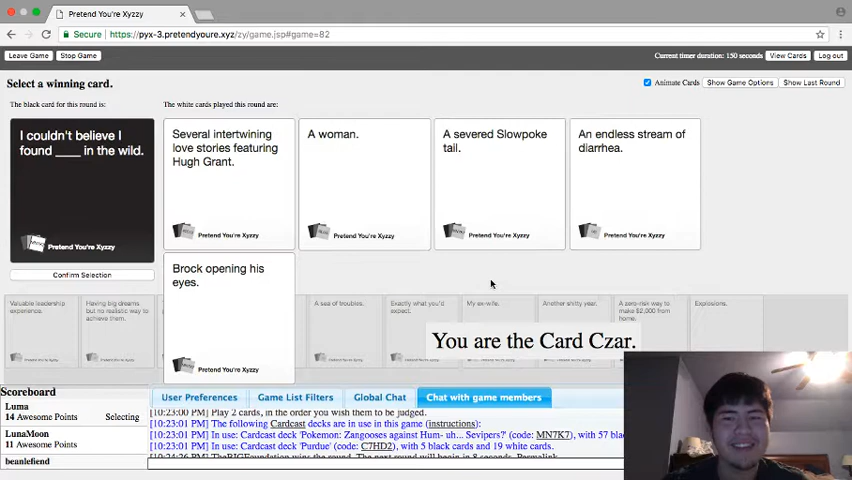 Pretend You're Xyzzy
Secure
https://pyx-3.pretendyoure.xyz/zy/game.jsp#game=82
Leave Game
Stop Game
Current timer duration: 150 seconds
View Cards
Log out
Select a winning card.
Animate Cards
Show Game Options
Show Last Round
The black card for this round is:
The white cards played this round are:
I couldn't believe I
found ____ in the wild.
Pretend You're Xyzzy
Several intertwining
love stories featuring
Hugh Grant.
Pretend You're Xyzzy
A woman.
Pretend You're Xyzzy
A severed Slowpoke
tail.
Pretend You're Xyzzy
An endless stream of
diarrhea.
Pretend You're Xyzzy
Confirm Selection
Brock opening his
eyes.
Pretend You're Xyzzy
Valuable leadership
experience.
Having big dreams
but no realistic way to
achieve them.
A sea of troubles.
Exactly what you'd
expect.
My ex-wife.
Another shitty year.
A zero-risk way to
make $2,000 from
home.
Explosions.
You are the Card Czar.
Scoreboard
Luma
14 Awesome Points
Selecting
LunaMoon
11 Awesome Points
beanlefiend
User Preferences
Game List Filters
Global Chat
Chat with game members
[10:23:00 PM] Play 2 cards, in the order you wish them to be judged.
[10:23:01 PM] The following Cardcast decks are in use in this game (instructions):
[10:23:01 PM] In use: Cardcast deck 'Pokemon: Zangooses against Hum- uh... Sevipers?' (code: MN7K7), with 57 bl
[10:23:01 PM] In use: Cardcast deck 'Purdue' (code: C7HD2), with 5 black cards and 19 white cards.
[10:24:26 PM] TheBIGFoundation wins the round. The next round will begin in 8 seconds. Permalink